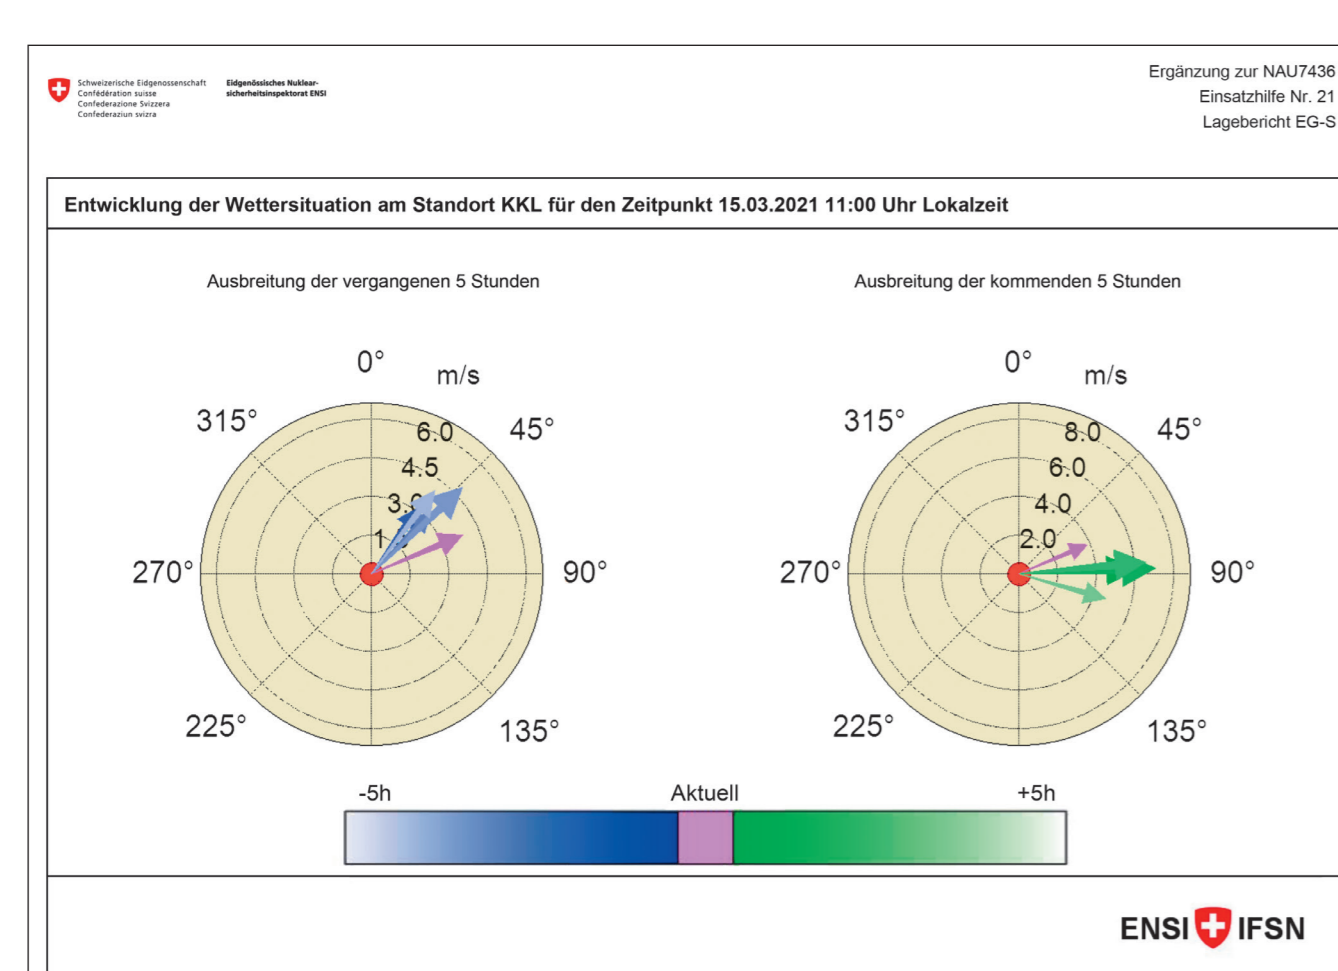 Schweizerische Eidgenossenschaft
Confédération suisse
Confederazione Svizzera
Confederaziun svizra
Eidgenössisches Nuklear-
sicherheitsinspektorat ENSI
Ergänzung zur NAU7436
Einsatzhilfe Nr. 21
Lagebericht EG-S
Entwicklung der Wettersituation am Standort KKL für den Zeitpunkt 15.03.2021 11:00 Uhr Lokalzeit
Ausbreitung der vergangenen 5 Stunden
0°
m/s
315°
45°
6.0
4.5
270°
90°
225°
135°
Ausbreitung der kommenden 5 Stunden
0°
m/s
315°
45°
8.0
6.0
4.0
2.0
270°
90°
225°
135°
-5h
Aktuell
+5h
ENSI IFSN